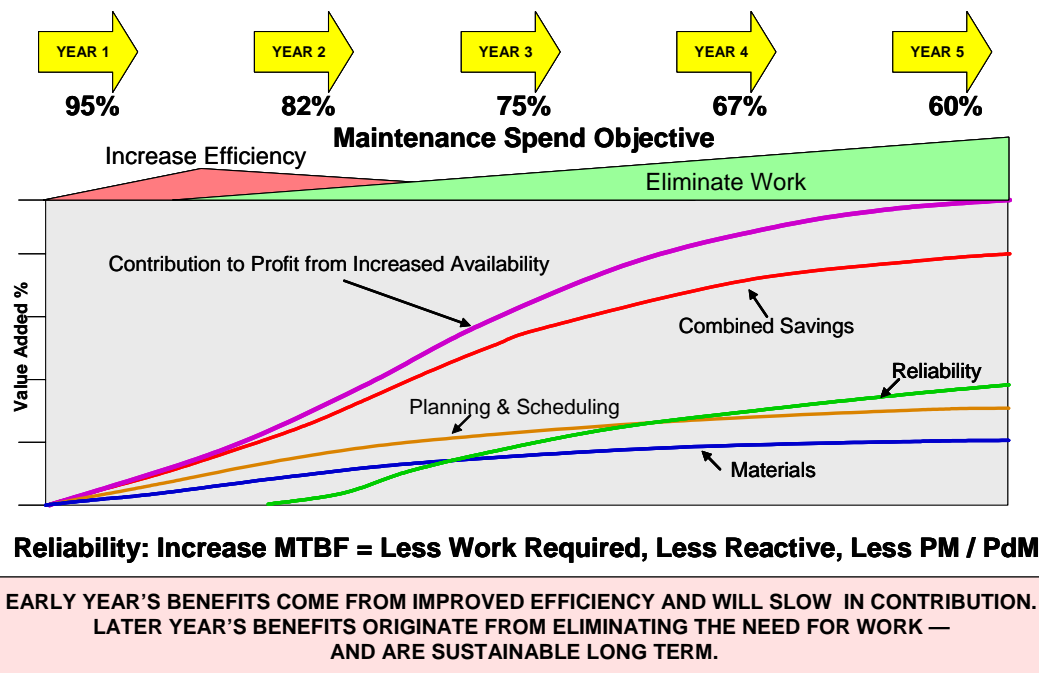 YEAR 1
YEAR 2
YEAR 3
YEAR 4
YEAR 5
95%
82%
75%
67%
60%
Maintenance Spend Objective
Increase Efficiency
Eliminate Work
Contribution to Profit from Increased Availability
Combined Savings
Reliability
Planning & Scheduling
Materials
Value Added %
Reliability: Increase MTBF = Less Work Required, Less Reactive, Less PM / PdM
EARLY YEAR’S BENEFITS COME FROM IMPROVED EFFICIENCY AND WILL SLOW IN CONTRIBUTION.
LATER YEAR’S BENEFITS ORIGINATE FROM ELIMINATING THE NEED FOR WORK —
AND ARE SUSTAINABLE LONG TERM.